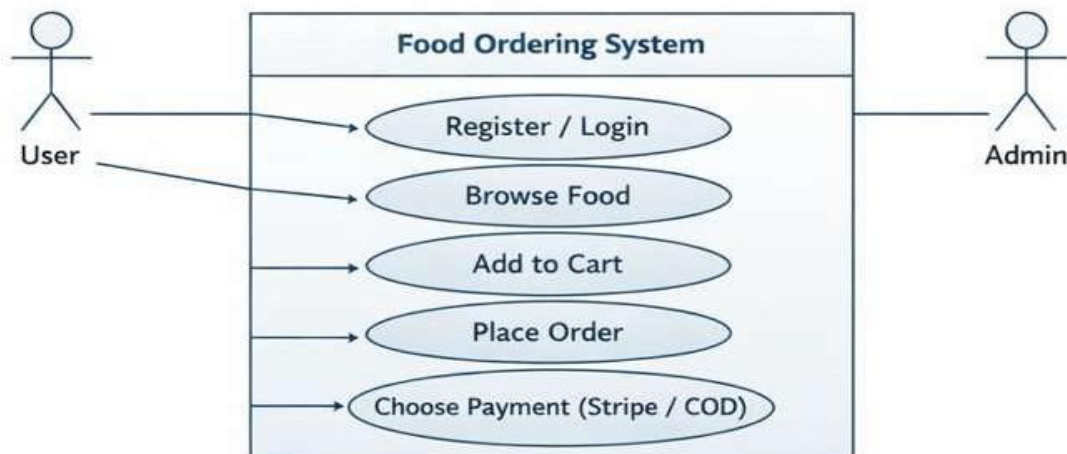 Food Ordering System
User
Admin
Register / Login
Browse Food
Add to Cart
Place Order
Choose Payment (Stripe / COD)